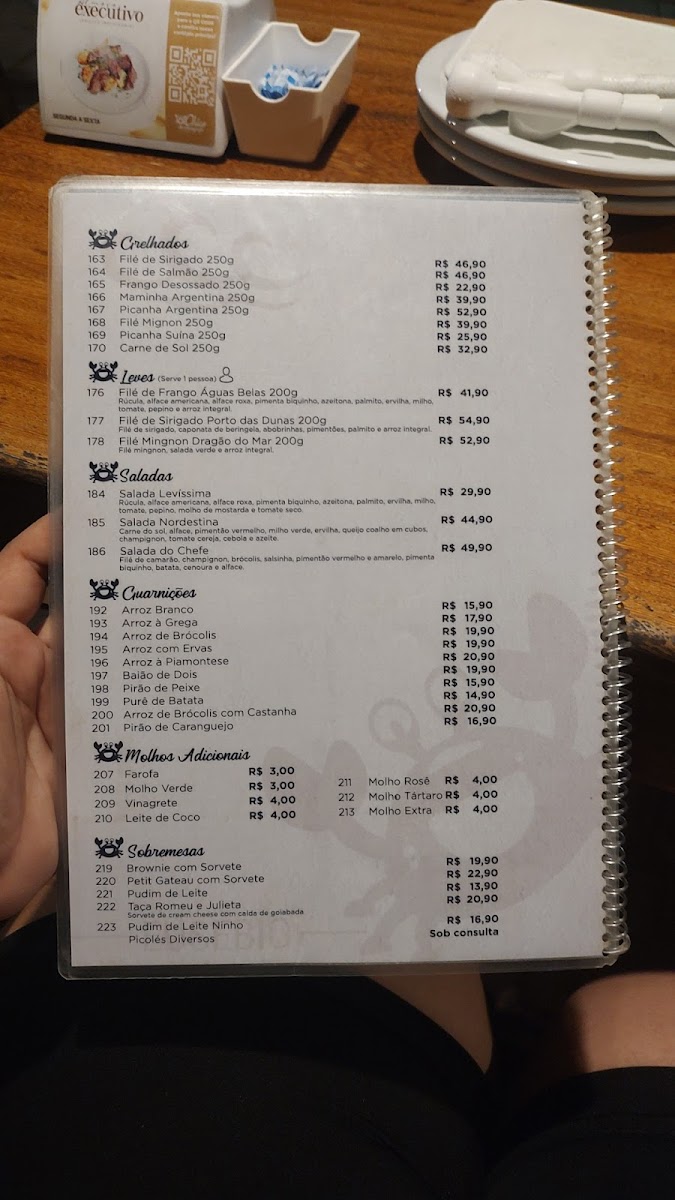 executivo
SEGUNDA A SEXTA
Grelhados
163 Filé de Sirigado 250g R$ 46,90
164 Filé de Salmão 250g R$ 46,90
165 Frango Desossado 250g R$ 22,90
166 Maminha Argentina 250g R$ 39,90
167 Picanha Argentina 250g R$ 52,90
168 Filé Mignon 250g R$ 39,90
169 Picanha Suína 250g R$ 25,90
170 Carne de Sol 250g R$ 32,90
Leves (Serve 1 pessoa)
176 Filé de Frango Águas Belas 200g R$ 41,90
Rúcula, alface americana, alface roxa, pimenta biquinho, azeitona, palmito, ervilha, milho,
tomate, pepino e arroz integral.
177 Filé de Sirigado Porto das Dunas 200g R$ 54,90
Filé de sirigado, caponata de beringela, abobrinhas, pimentões, palmito e arroz integral.
178 Filé Mingnon Dragão do Mar 200g R$ 52,90
Filé mingnon, salada verde e arroz integral.
Saladas
184 Salada Levíssima R$ 29,90
Rúcula, alface americana, alface roxa, pimenta biquinho, azeitona, palmito, ervilha, milho,
tomate, pepino, molho de mostarda e tomate seco.
185 Salada Nordestina R$ 44,90
Carne do sol, alface, pimentão vermelho, milho verde, ervilha, queijo coalho em cubos,
champignon, tomate cereja, cebola e azeite.
186 Salada do Chefe R$ 49,90
Filé de camarão, champignon, brócolis, salsinha, pimentão vermelho e amarelo, pimenta
biquinho, batata, cenoura e alface.
Guarnições
192 Arroz Branco R$ 15,90
193 Arroz à Grega R$ 17,90
194 Arroz de Brócolis R$ 19,90
195 Arroz com Ervas R$ 19,90
196 Arroz à Piamontese R$ 20,90
197 Baião de Dois R$ 19,90
198 Pirão de Peixe R$ 15,90
199 Purê de Batata R$ 14,90
200 Arroz de Brócolis com Castanha R$ 20,90
201 Pirão de Caranguejo R$ 16,90
Molhos Adicionais
207 Farofa R$ 3,00
208 Molho Verde R$ 3,00
209 Vinagrete R$ 4,00
210 Leite de Coco R$ 4,00
211 Molho Rosê R$ 4,00
212 Molho Tártaro R$ 4,00
213 Molho Extra R$ 4,00
Sobremesas
219 Brownie com Sorvete R$ 19,90
220 Petit Gateau com Sorvete R$ 22,90
221 Pudim de Leite R$ 13,90
222 Taça Romeu e Julieta R$ 20,90
Sorvete de cream cheese com calda de goiabada
223 Pudim de Leite Ninho R$ 16,90
Picolés Diversos Sob consulta